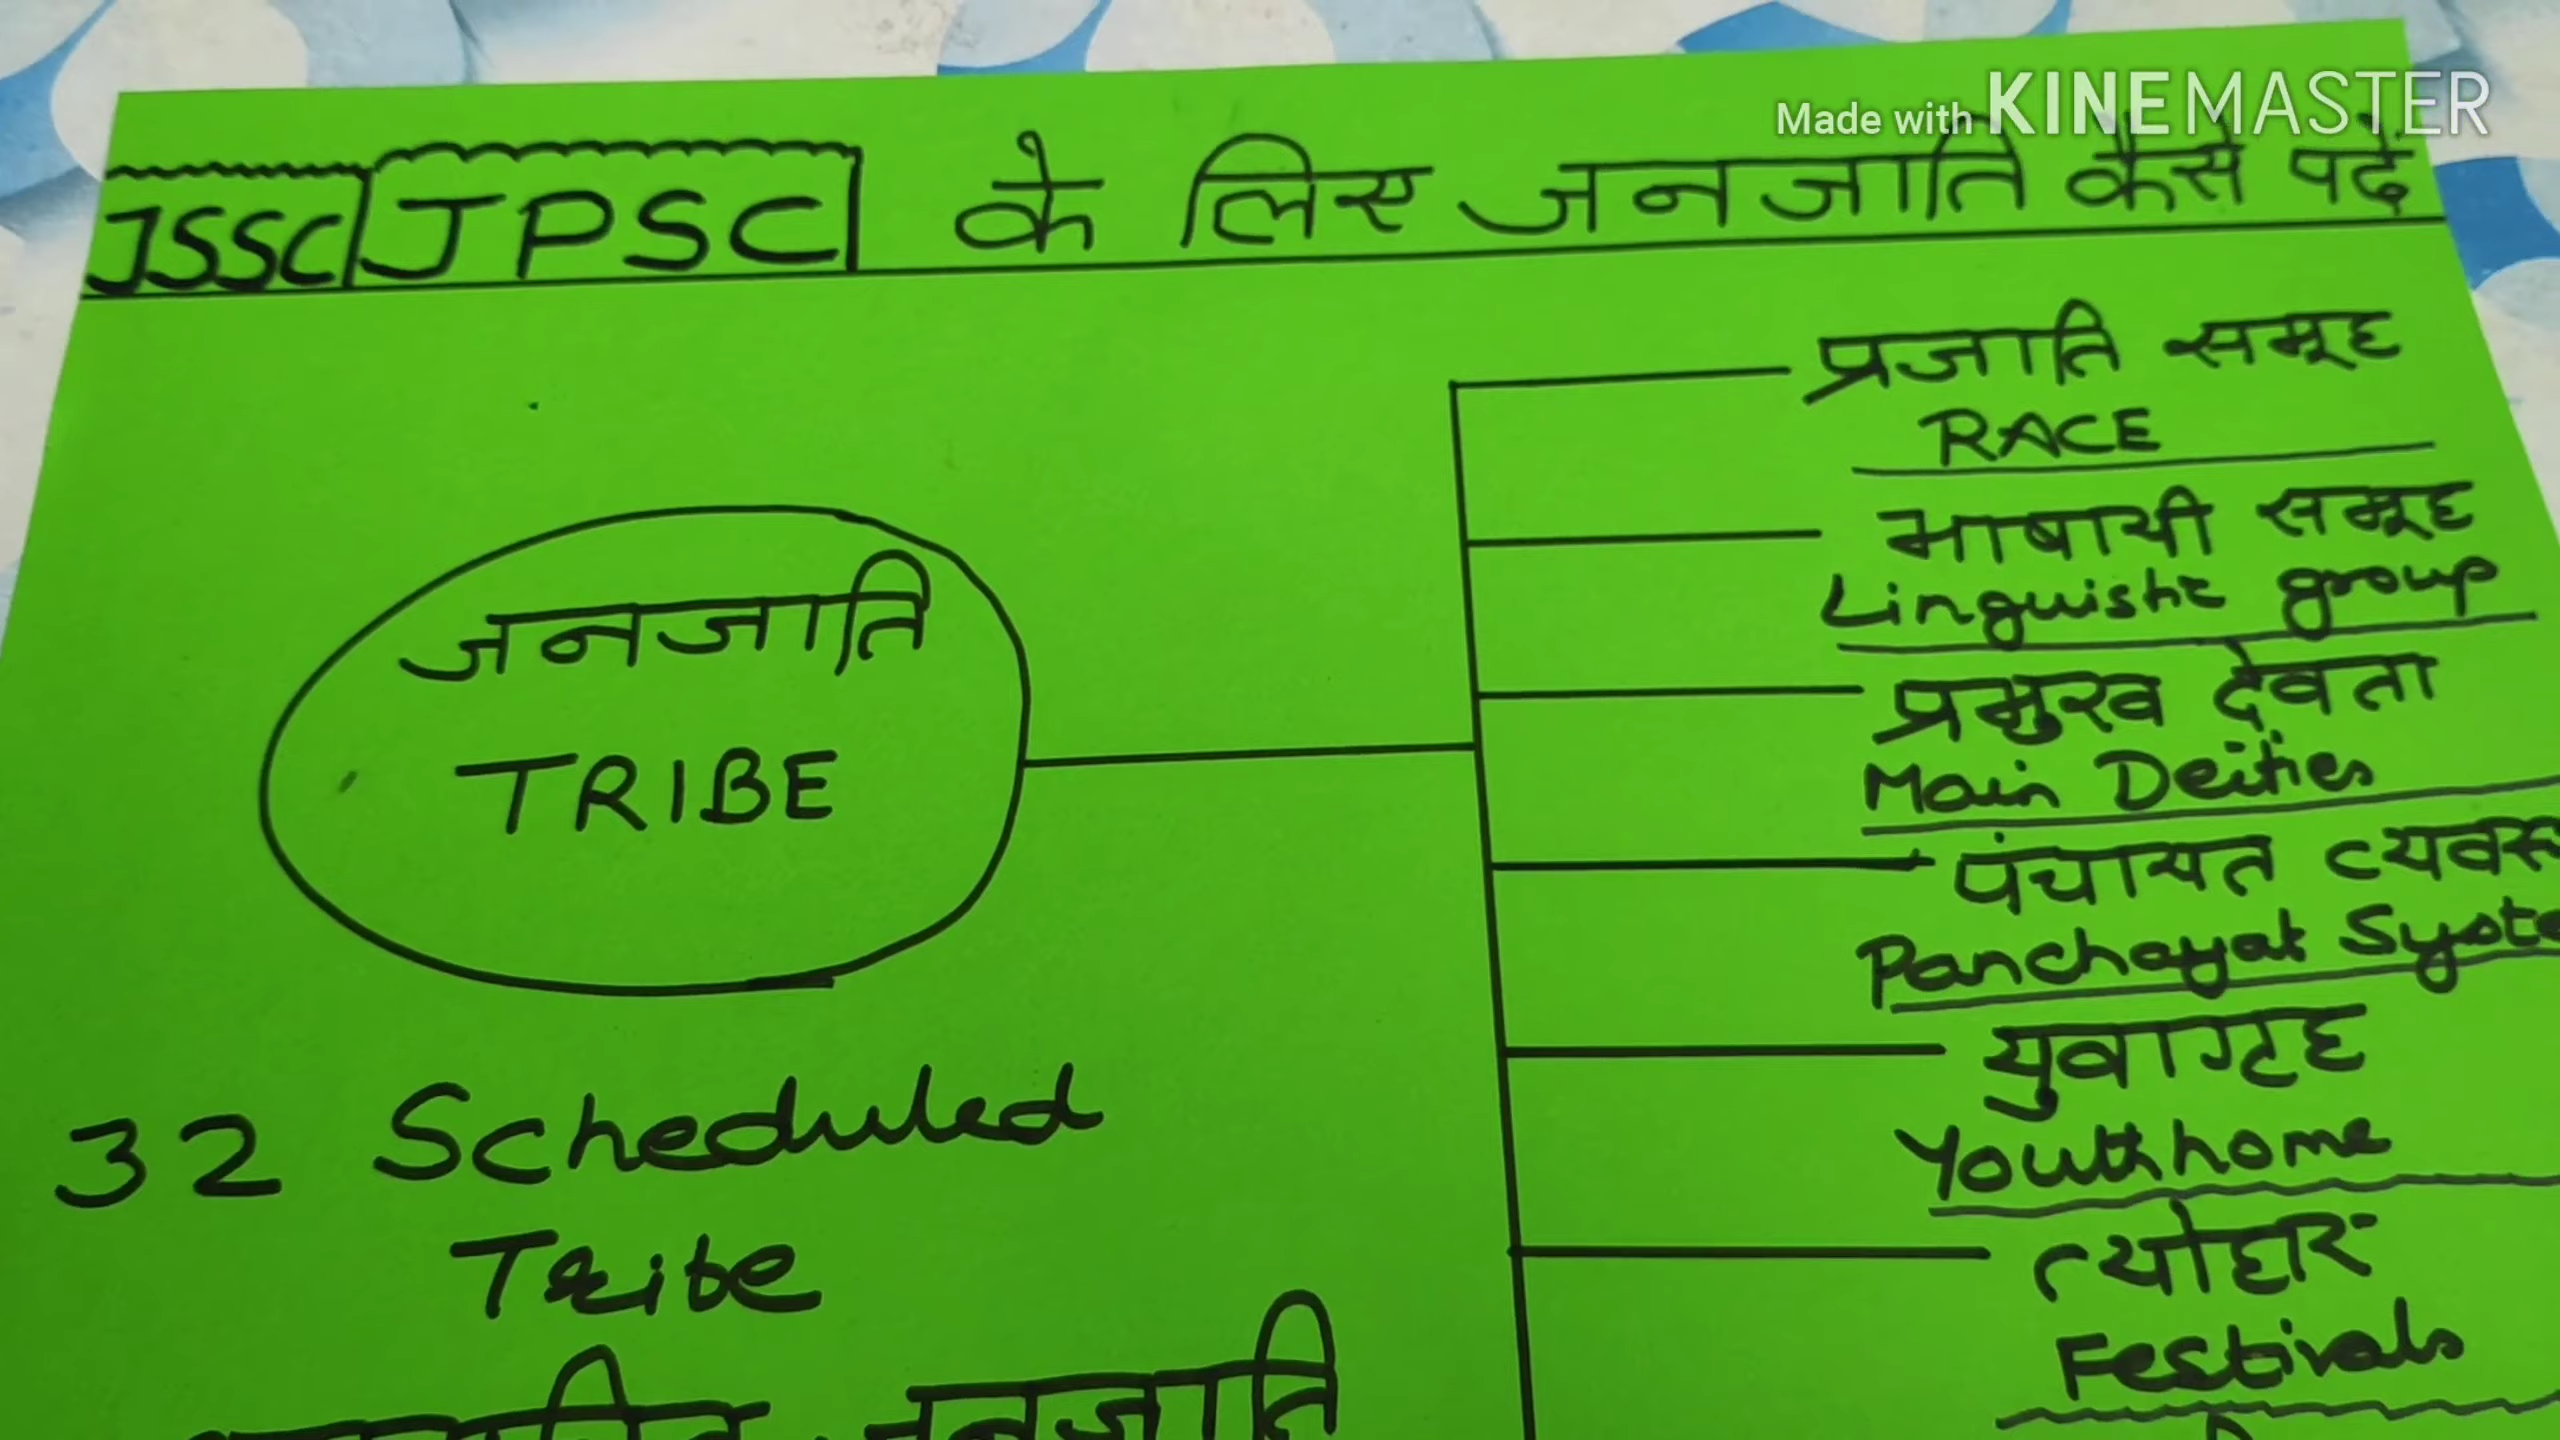 Made with KINEMASTER
JSSC JPSC के लिए जनजाति कैसे पढ़ें
प्रजाति समूह
RACE
भाषायी समूह
Linguistic group
जनजाति
TRIBE
प्रमुख देवता
Main Deities
पंचायत
Panchayat
युवागृह
Youthhome
त्योहार
Festivals
32 Scheduled
Tribe
जनजाति